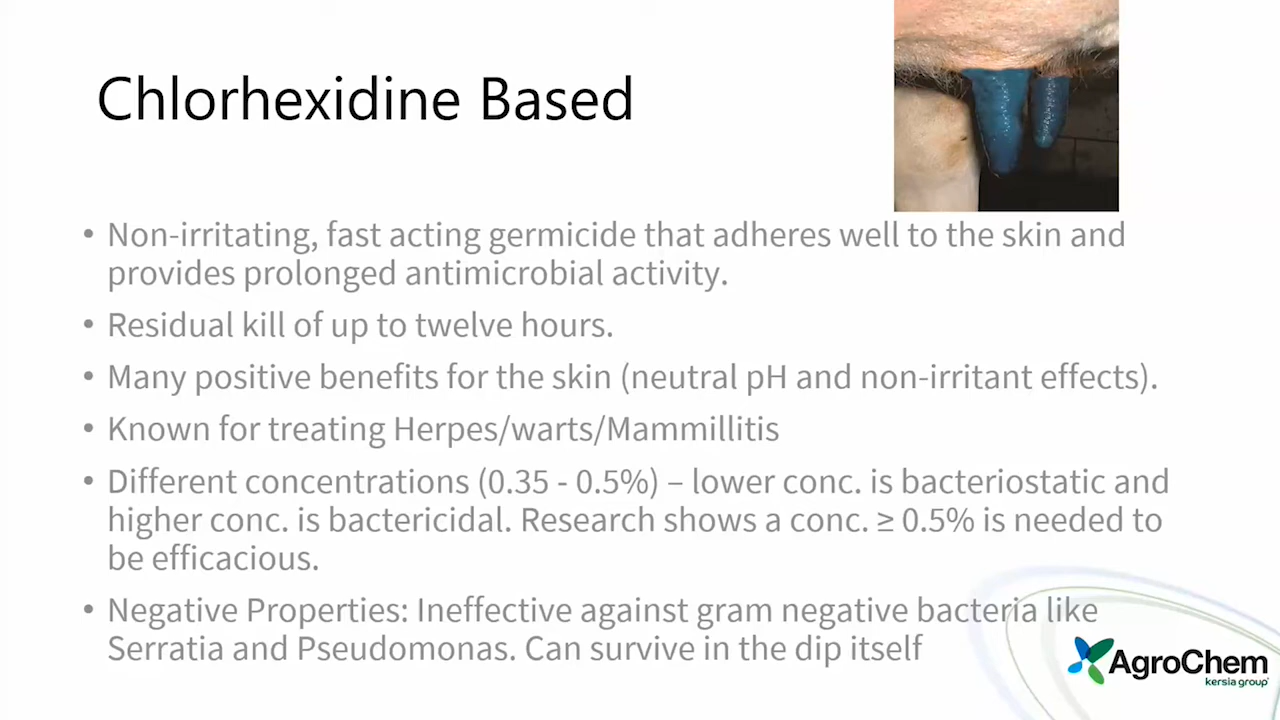 Chlorhexidine Based
• Non-irritating, fast acting germicide that adheres well to the skin and
provides prolonged antimicrobial activity.
• Residual kill of up to twelve hours.
• Many positive benefits for the skin (neutral pH and non-irritant effects).
• Known for treating Herpes/warts/Mammillitis
• Different concentrations (0.35 - 0.5%) – lower conc. is bacteriostatic and
higher conc. is bactericidal. Research shows a conc. ≥ 0.5% is needed to
be efficacious.
• Negative Properties: Ineffective against gram negative bacteria like
Serratia and Pseudomonas. Can survive in the dip itself
AgroChem
kersia group